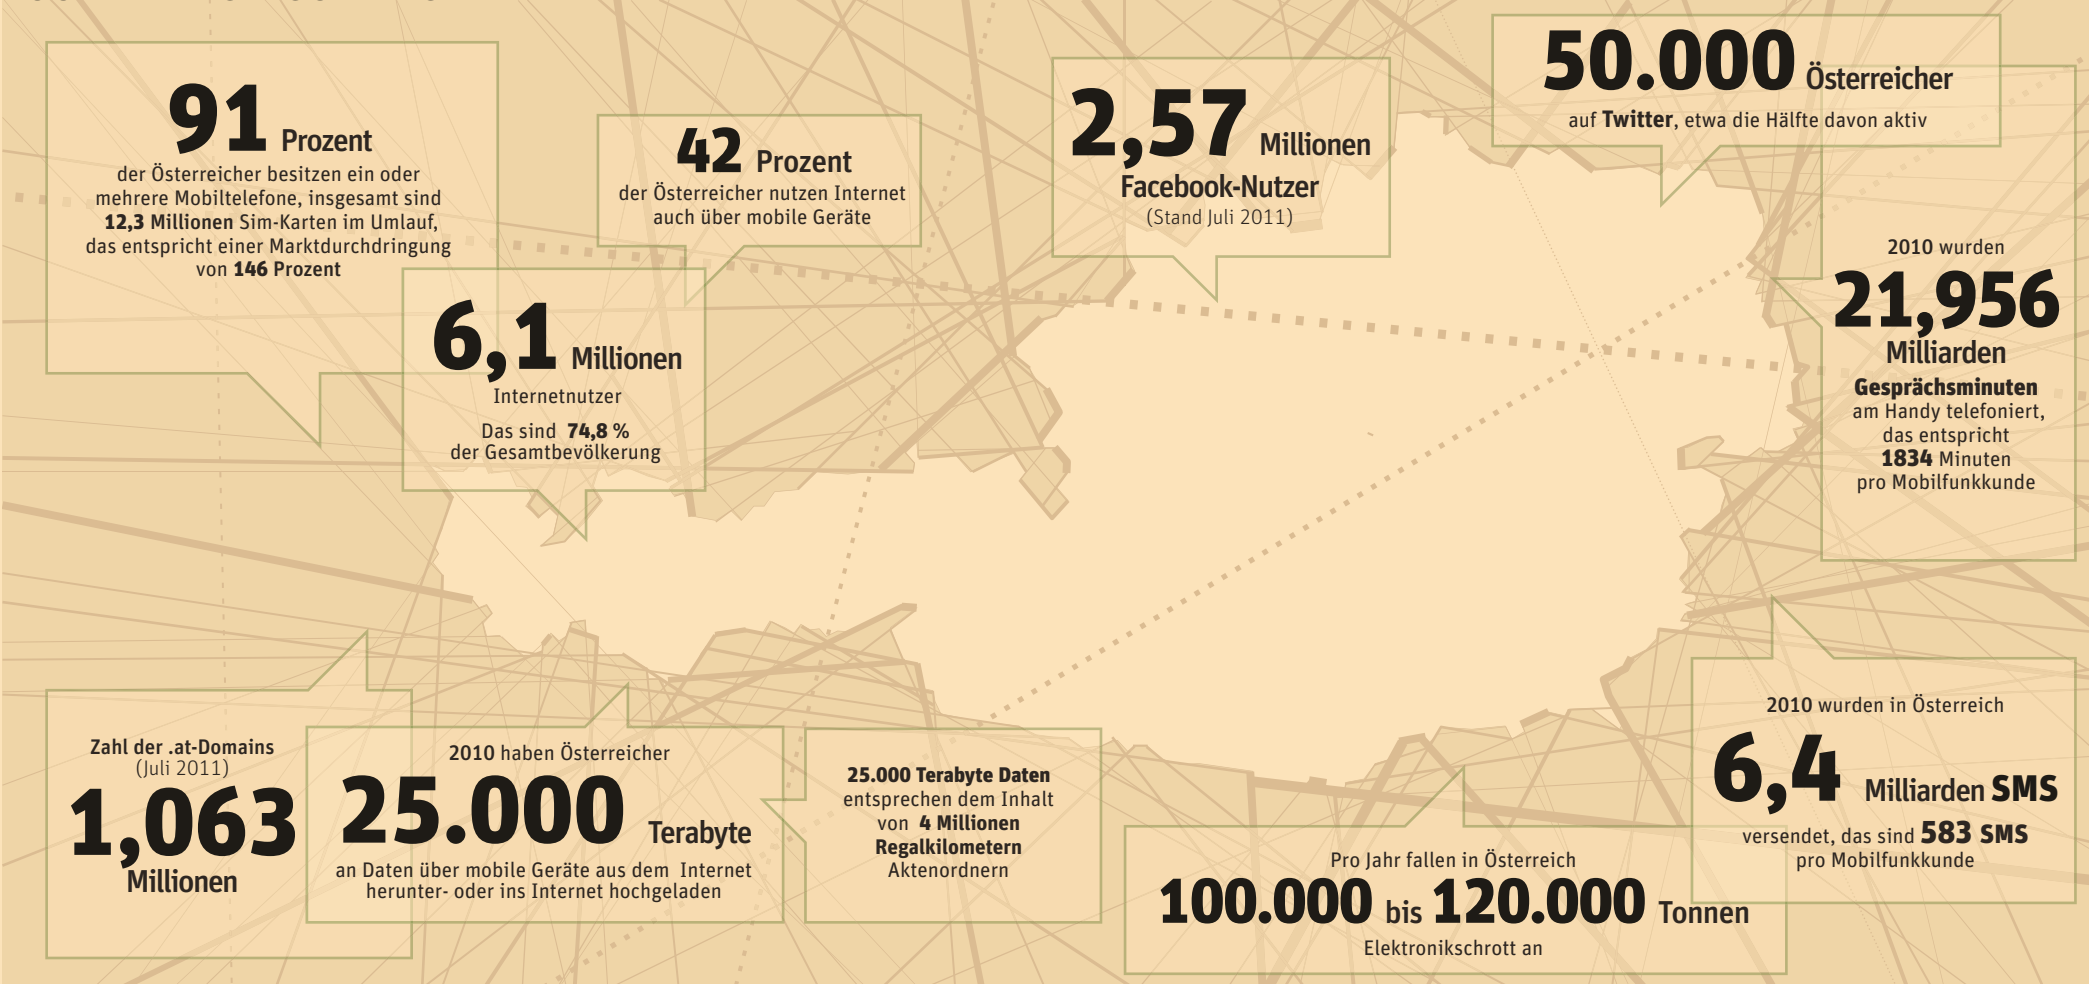 91 Prozent
der Österreicher besitzen ein oder
mehrere Mobiltelefone, insgesamt sind
12,3 Millionen Sim-Karten im Umlauf,
das entspricht einer Marktdurchdringung
von 146 Prozent
42 Prozent
der Österreicher nutzen Internet
auch über mobile Geräte
2,57 Millionen
Facebook-Nutzer
(Stand Juli 2011)
50.000 Österreicher
auf Twitter, etwa die Hälfte davon aktiv
2010 wurden
21,956
Milliarden
Gesprächsminuten
am Handy telefoniert,
das entspricht
1834 Minuten
pro Mobilfunkkunde
6,1 Millionen
Internetnutzer
Das sind 74,8 %
der Gesamtbevölkerung
Zahl der .at-Domains
(Juli 2011)
1,063
Millionen
2010 haben Österreicher
25.000 Terabyte
an Daten über mobile Geräte aus dem Internet
herunter- oder ins Internet hochgeladen
25.000 Terabyte Daten
entsprechen dem Inhalt
von 4 Millionen
Regalkilometern
Aktenordnern
Pro Jahr fallen in Österreich
100.000 bis 120.000 Tonnen
Elektronikschrott an
2010 wurden in Österreich
6,4 Milliarden SMS
versendet, das sind 583 SMS
pro Mobilfunkkunde